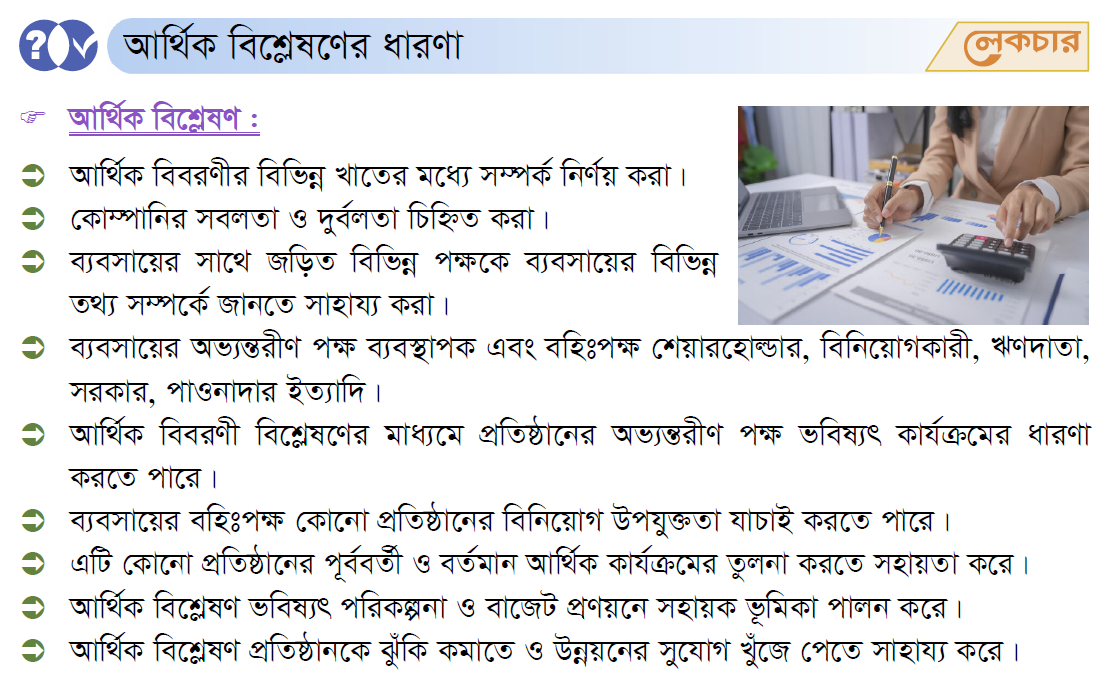 আর্থিক বিশ্লেষণের ধারণা
লেকচার
আর্থিক বিশ্লেষণ :
আর্থিক বিবরণীর বিভিন্ন খাতের মধ্যে সম্পর্ক নির্ণয় করা।
কোম্পানির সবলতা ও দুর্বলতা চিহ্নিত করা।
ব্যবসায়ের সাথে জড়িত বিভিন্ন পক্ষকে ব্যবসায়ের বিভিন্ন
তথ্য সম্পর্কে জানতে সাহায্য করা।
ব্যবসায়ের অভ্যন্তরীণ পক্ষ ব্যবস্থাপক এবং বহিঃপক্ষ শেয়ারহোল্ডার, বিনিয়োগকারী, ঋণদাতা,
সরকার, পাওনাদার ইত্যাদি।
আর্থিক বিবরণী বিশ্লেষণের মাধ্যমে প্রতিষ্ঠানের অভ্যন্তরীণ পক্ষ ভবিষ্যৎ কার্যক্রমের ধারণা
করতে পারে।
ব্যবসায়ের বহিঃপক্ষ কোনো প্রতিষ্ঠানের বিনিয়োগ উপযুক্ততা যাচাই করতে পারে।
এটি কোনো প্রতিষ্ঠানের পূর্ববর্তী ও বর্তমান আর্থিক কার্যক্রমের তুলনা করতে সহায়তা করে।
আর্থিক বিশ্লেষণ ভবিষ্যৎ পরিকল্পনা ও বাজেট প্রণয়নে সহায়ক ভূমিকা পালন করে।
আর্থিক বিশ্লেষণ প্রতিষ্ঠানকে ঝুঁকি কমাতে ও উন্নয়নের সুযোগ খুঁজে পেতে সাহায্য করে।